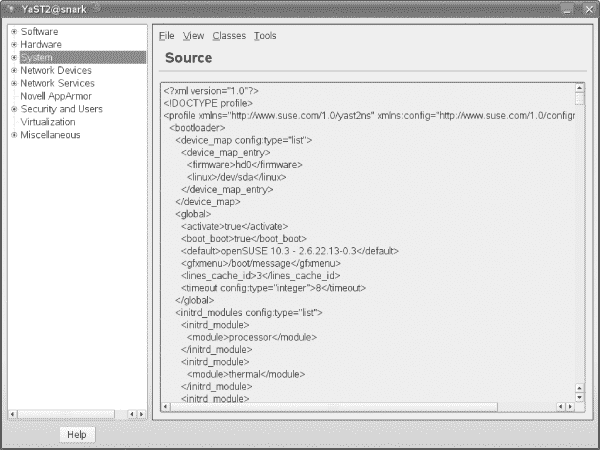 YaST2@snark
Software
Hardware
System
Network Devices
Network Services
Novell AppArmor
Security and Users
Virtualization
Miscellaneous
Help
File View Classes Tools
Source
<?xml version="1.0"?>
<!DOCTYPE profile>
<profile xmlns="http://www.suse.com/1.0/yast2ns" xmlns:config="http://www.suse.com/1.0/config
<bootloader>
<device_map config:type="list">
<device_map_entry>
<firmware>hd0</firmware>
<linux>/dev/sda</linux>
</device_map_entry>
</device_map>
<global>
<activate>true</activate>
<boot_boot>true</boot_boot>
<default>openSUSE 10.3 - 2.6.22.13-0.3</default>
<gfxmenu>/boot/message</gfxmenu>
<lines_cache_id>3</lines_cache_id>
<timeout config:type="integer">8</timeout>
</global>
<initrd_modules config:type="list">
<initrd_module>
<module>processor</module>
</initrd_module>
<initrd_module>
<module>thermal</module>
</initrd_module>
<initrd_module>